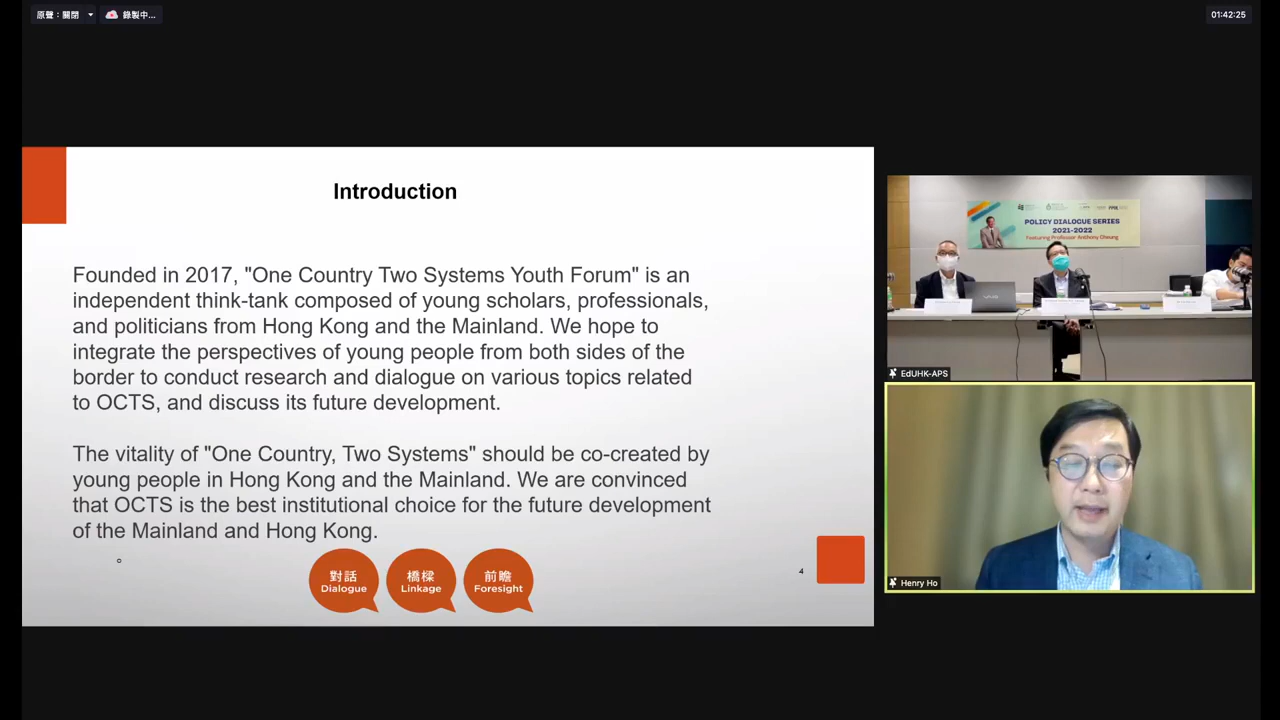 原聲：關閉
錄製中...
01:42:25
Introduction
Founded in 2017, "One Country Two Systems Youth Forum" is an
independent think-tank composed of young scholars, professionals,
and politicians from Hong Kong and the Mainland. We hope to
integrate the perspectives of young people from both sides of the
border to conduct research and dialogue on various topics related
to OCTS, and discuss its future development.
The vitality of "One Country, Two Systems" should be co-created by
young people in Hong Kong and the Mainland. We are convinced
that OCTS is the best institutional choice for the future development
of the Mainland and Hong Kong.
對話
Dialogue
橋樑
Linkage
前瞻
Foresight
4
POLICY DIALOGUE SERIES
2021-2022
Featuring Professor Anthony Cheung
VAIO
EdUHK-APS
Henry Ho